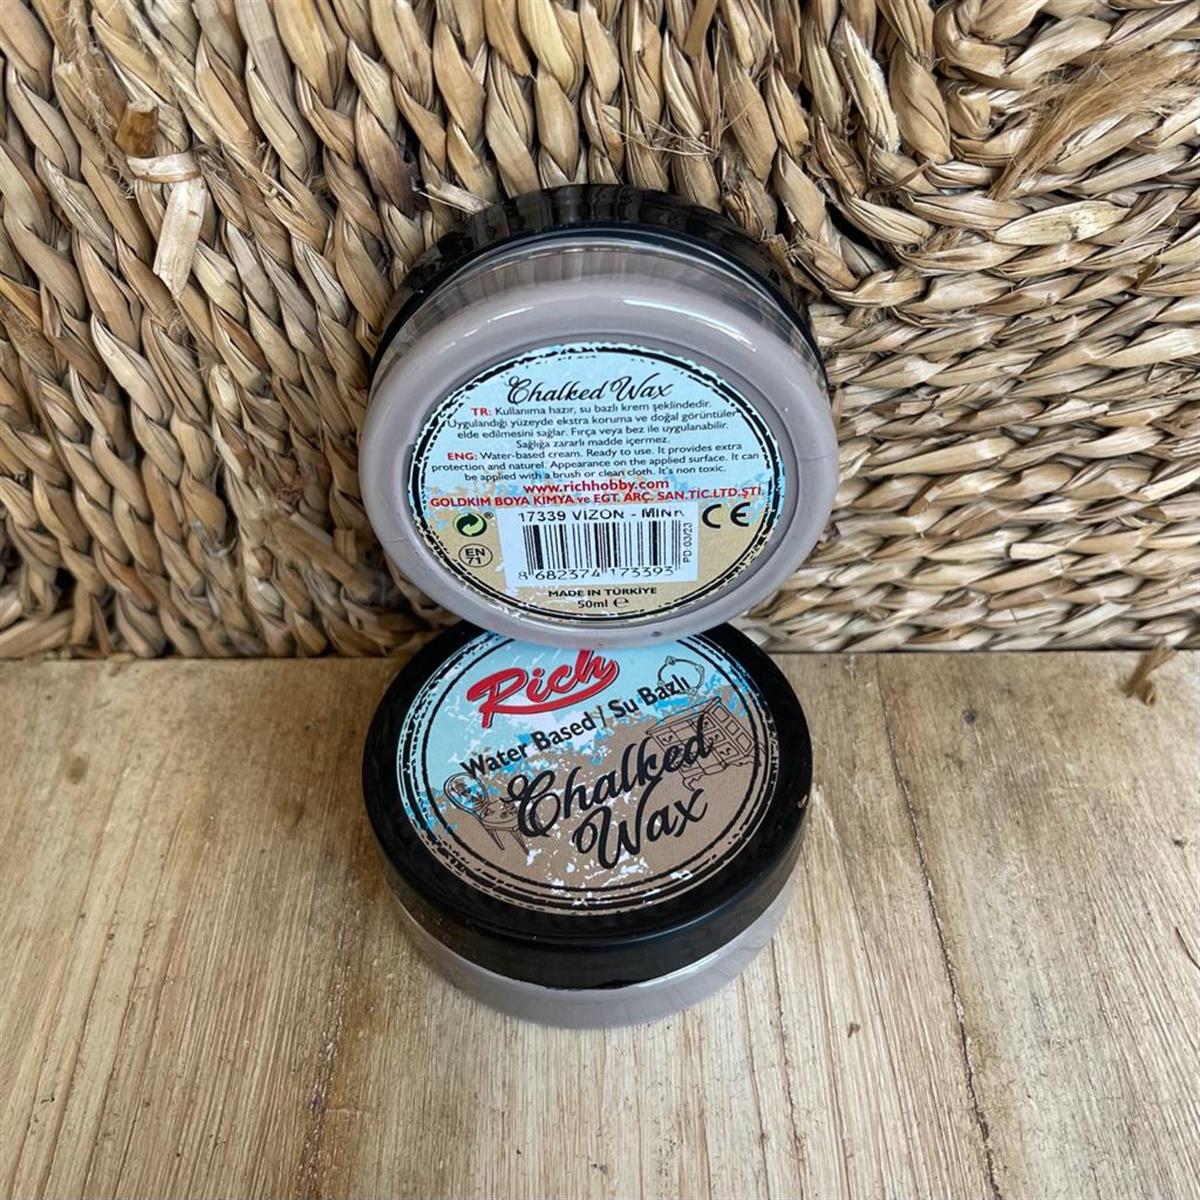 Chalked Wax
TR: Kullanıma hazır, su bazlı krem şeklindedir.
Uygulandığı yüzeyde ekstra koruma ve doğal görüntüler
elde edilmesini sağlar. Fırça veya bez ile uygulanabilir.
Sağlığa zararlı madde içermez.
ENG: Water-based cream. Ready to use. It provides extra
protection and naturel. Appearance on the applied surface. It can
be applied with a brush or clean cloth. It's non toxic.
www.richhobby.com
GOLDKİM BOYA KİMYA ve EGT. ARÇ. SAN.TİC.LTD.ŞTİ.
17339 VİZON - MINK
CE
EN
71
PD:03/23
8 682374 173393
MADE IN TÜRKİYE
50ml ℮
Rich
Water Based / Su Bazlı
Chalked
Wax